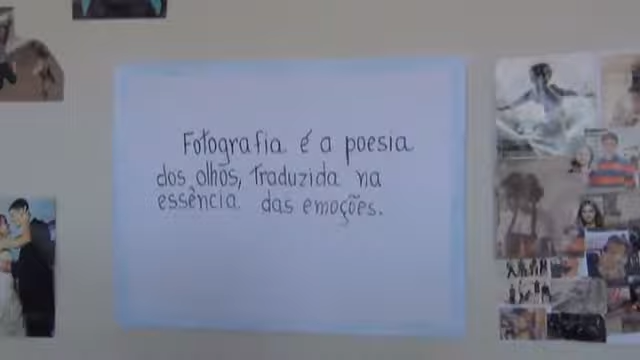 Fotografia é a poesia
dos olhos, traduzida na
essência das emoções.